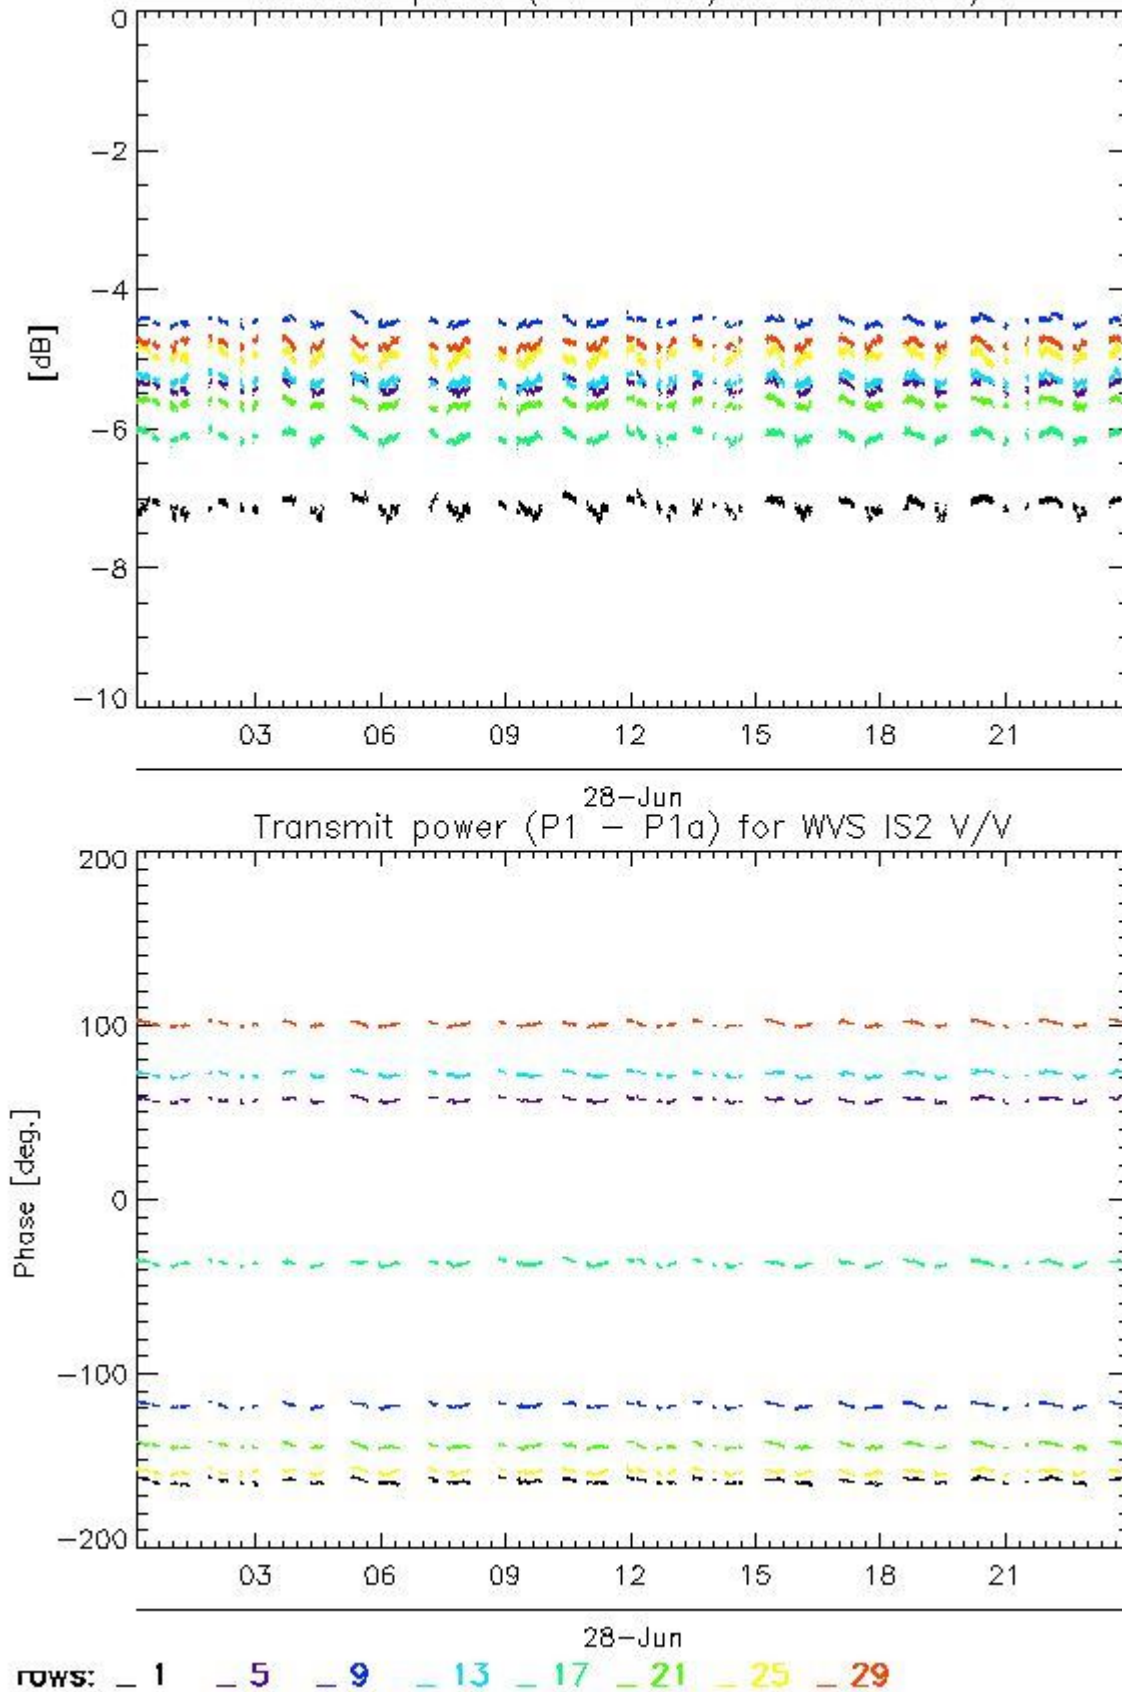 0
-2
-4
[dB]
-6
-8
-10
03 06 09 12 15 18 21
28-Jun
Transmit power (P1 - P1a) for WVS IS2 V/V
200
100
0
Phase [deg.]
-100
-200
03 06 09 12 15 18 21
28-Jun
rows: _ 1 _ 5 _ 9 _ 13 _ 17 _ 21 _ 25 _ 29